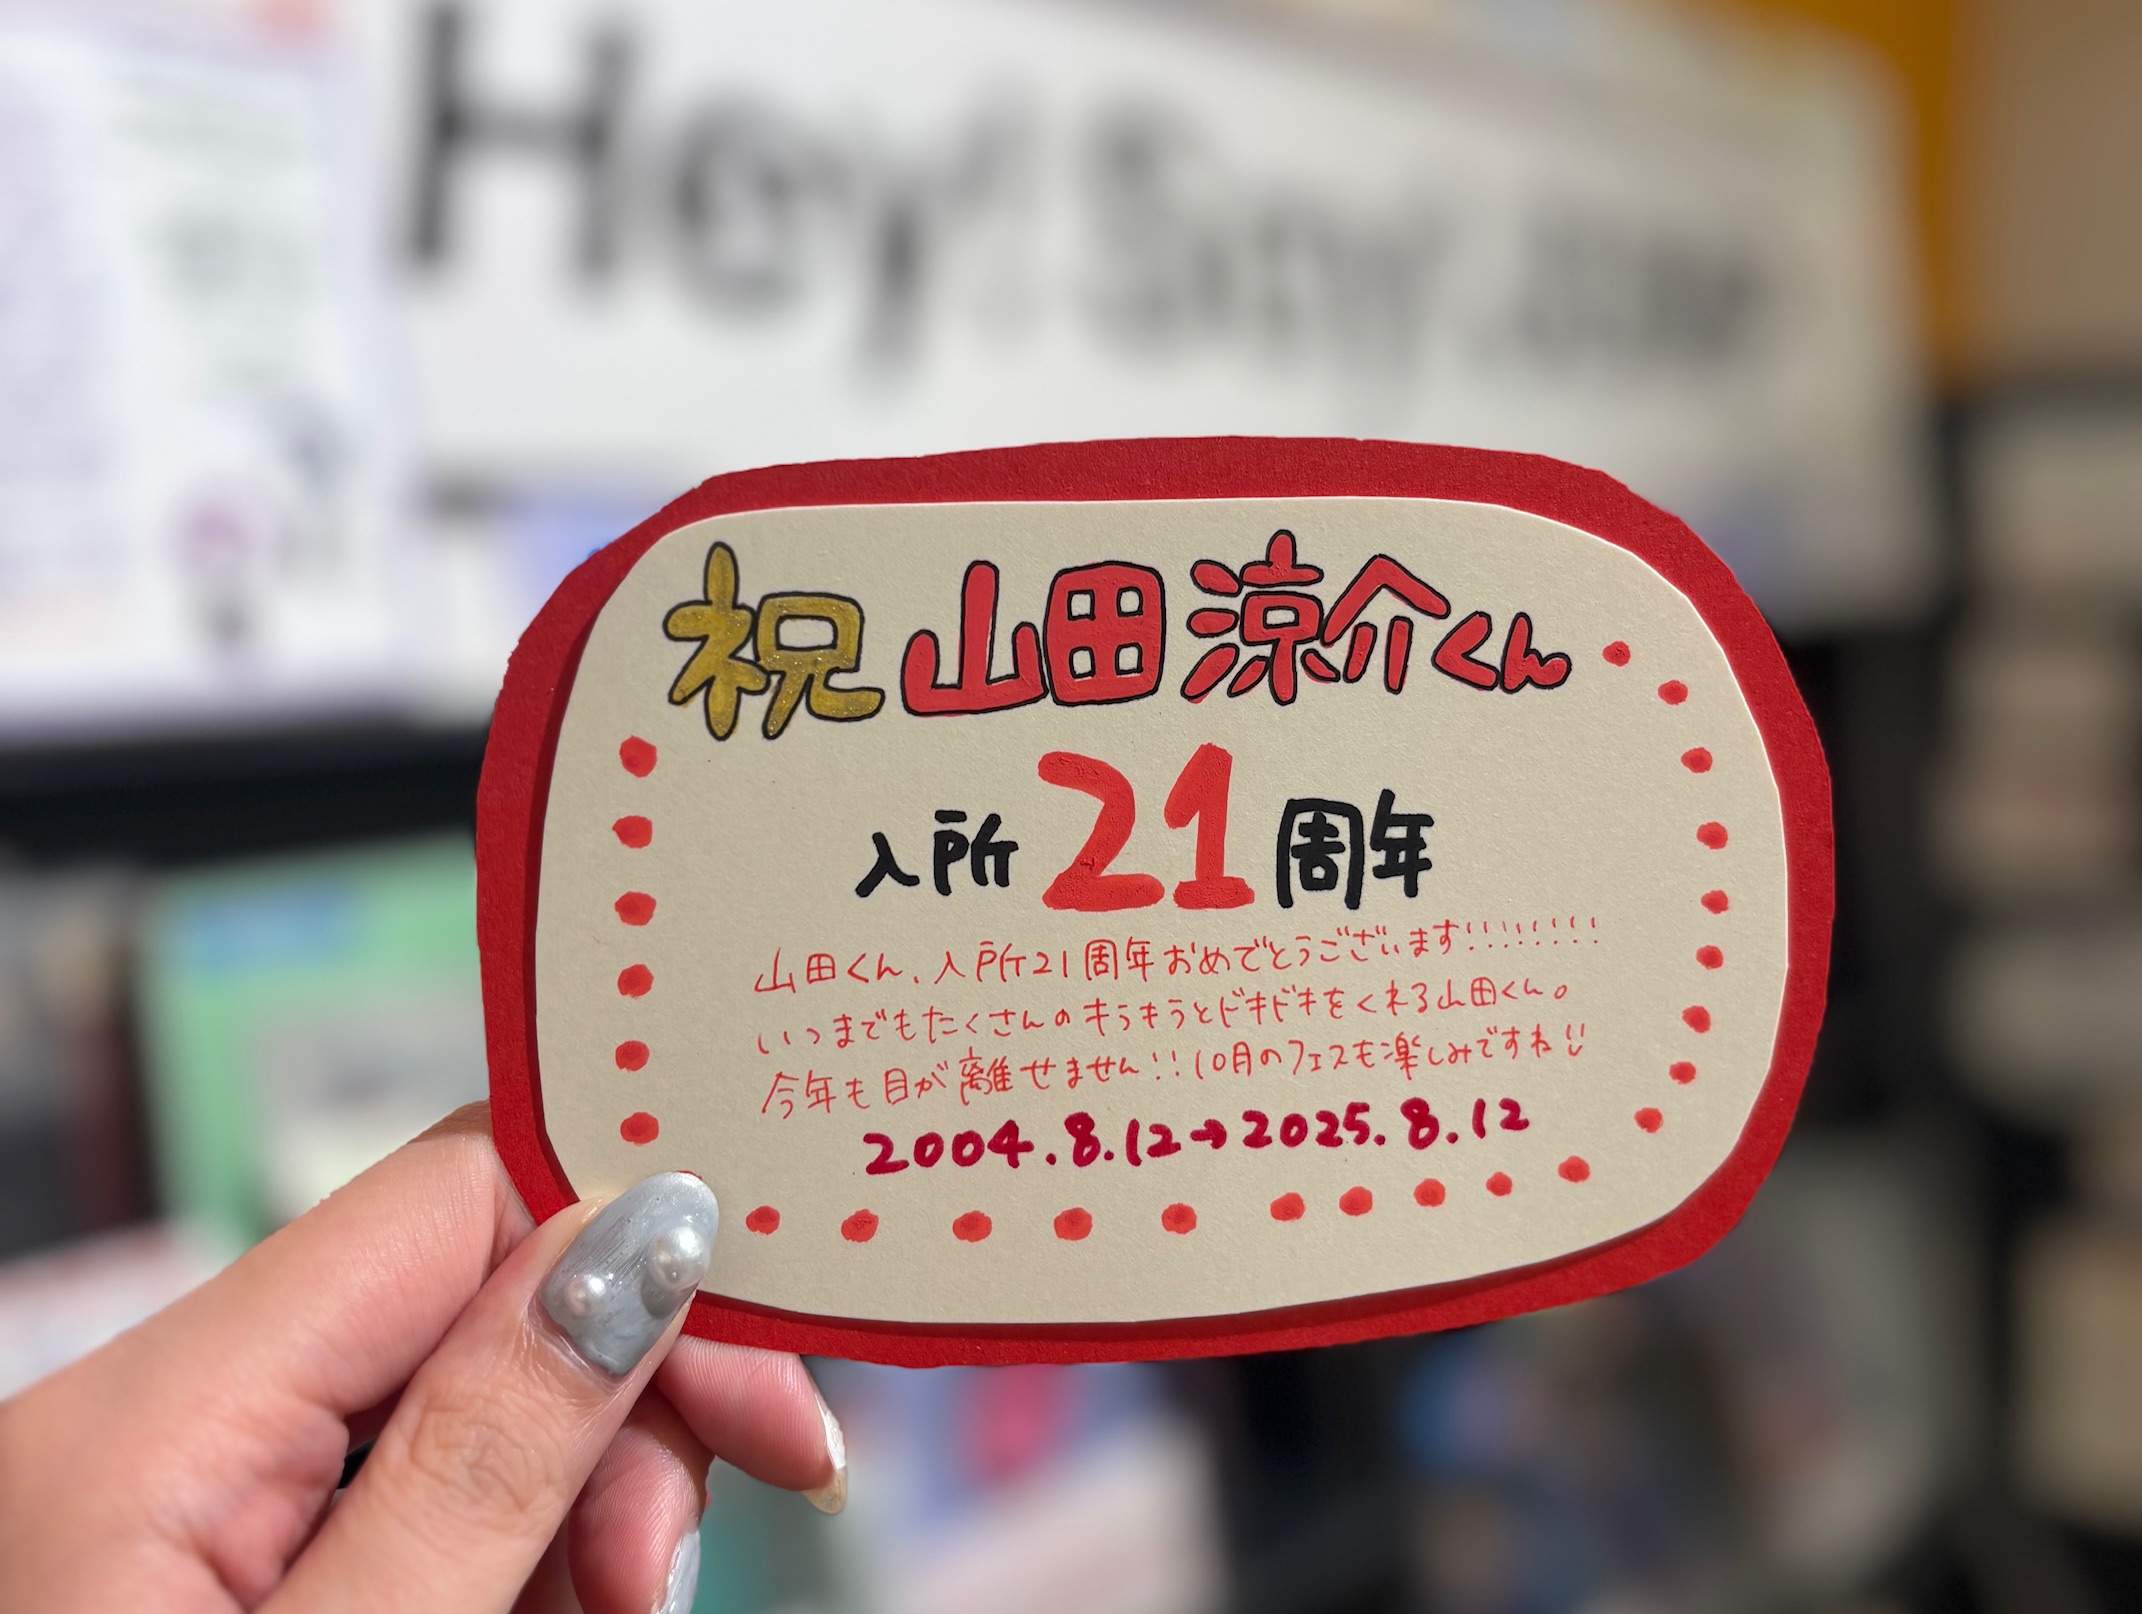 Hey! Say
祝 山田涼介くん
入所21周年
山田くん、入所21周年おめでとうございます!!!!!!!!
いつまでもたくさんのキラキラとドキドキをくれる山田くん。
今年も目が離せません!!10月のフェスも楽しみですね!!
2004.8.12→2025.8.12